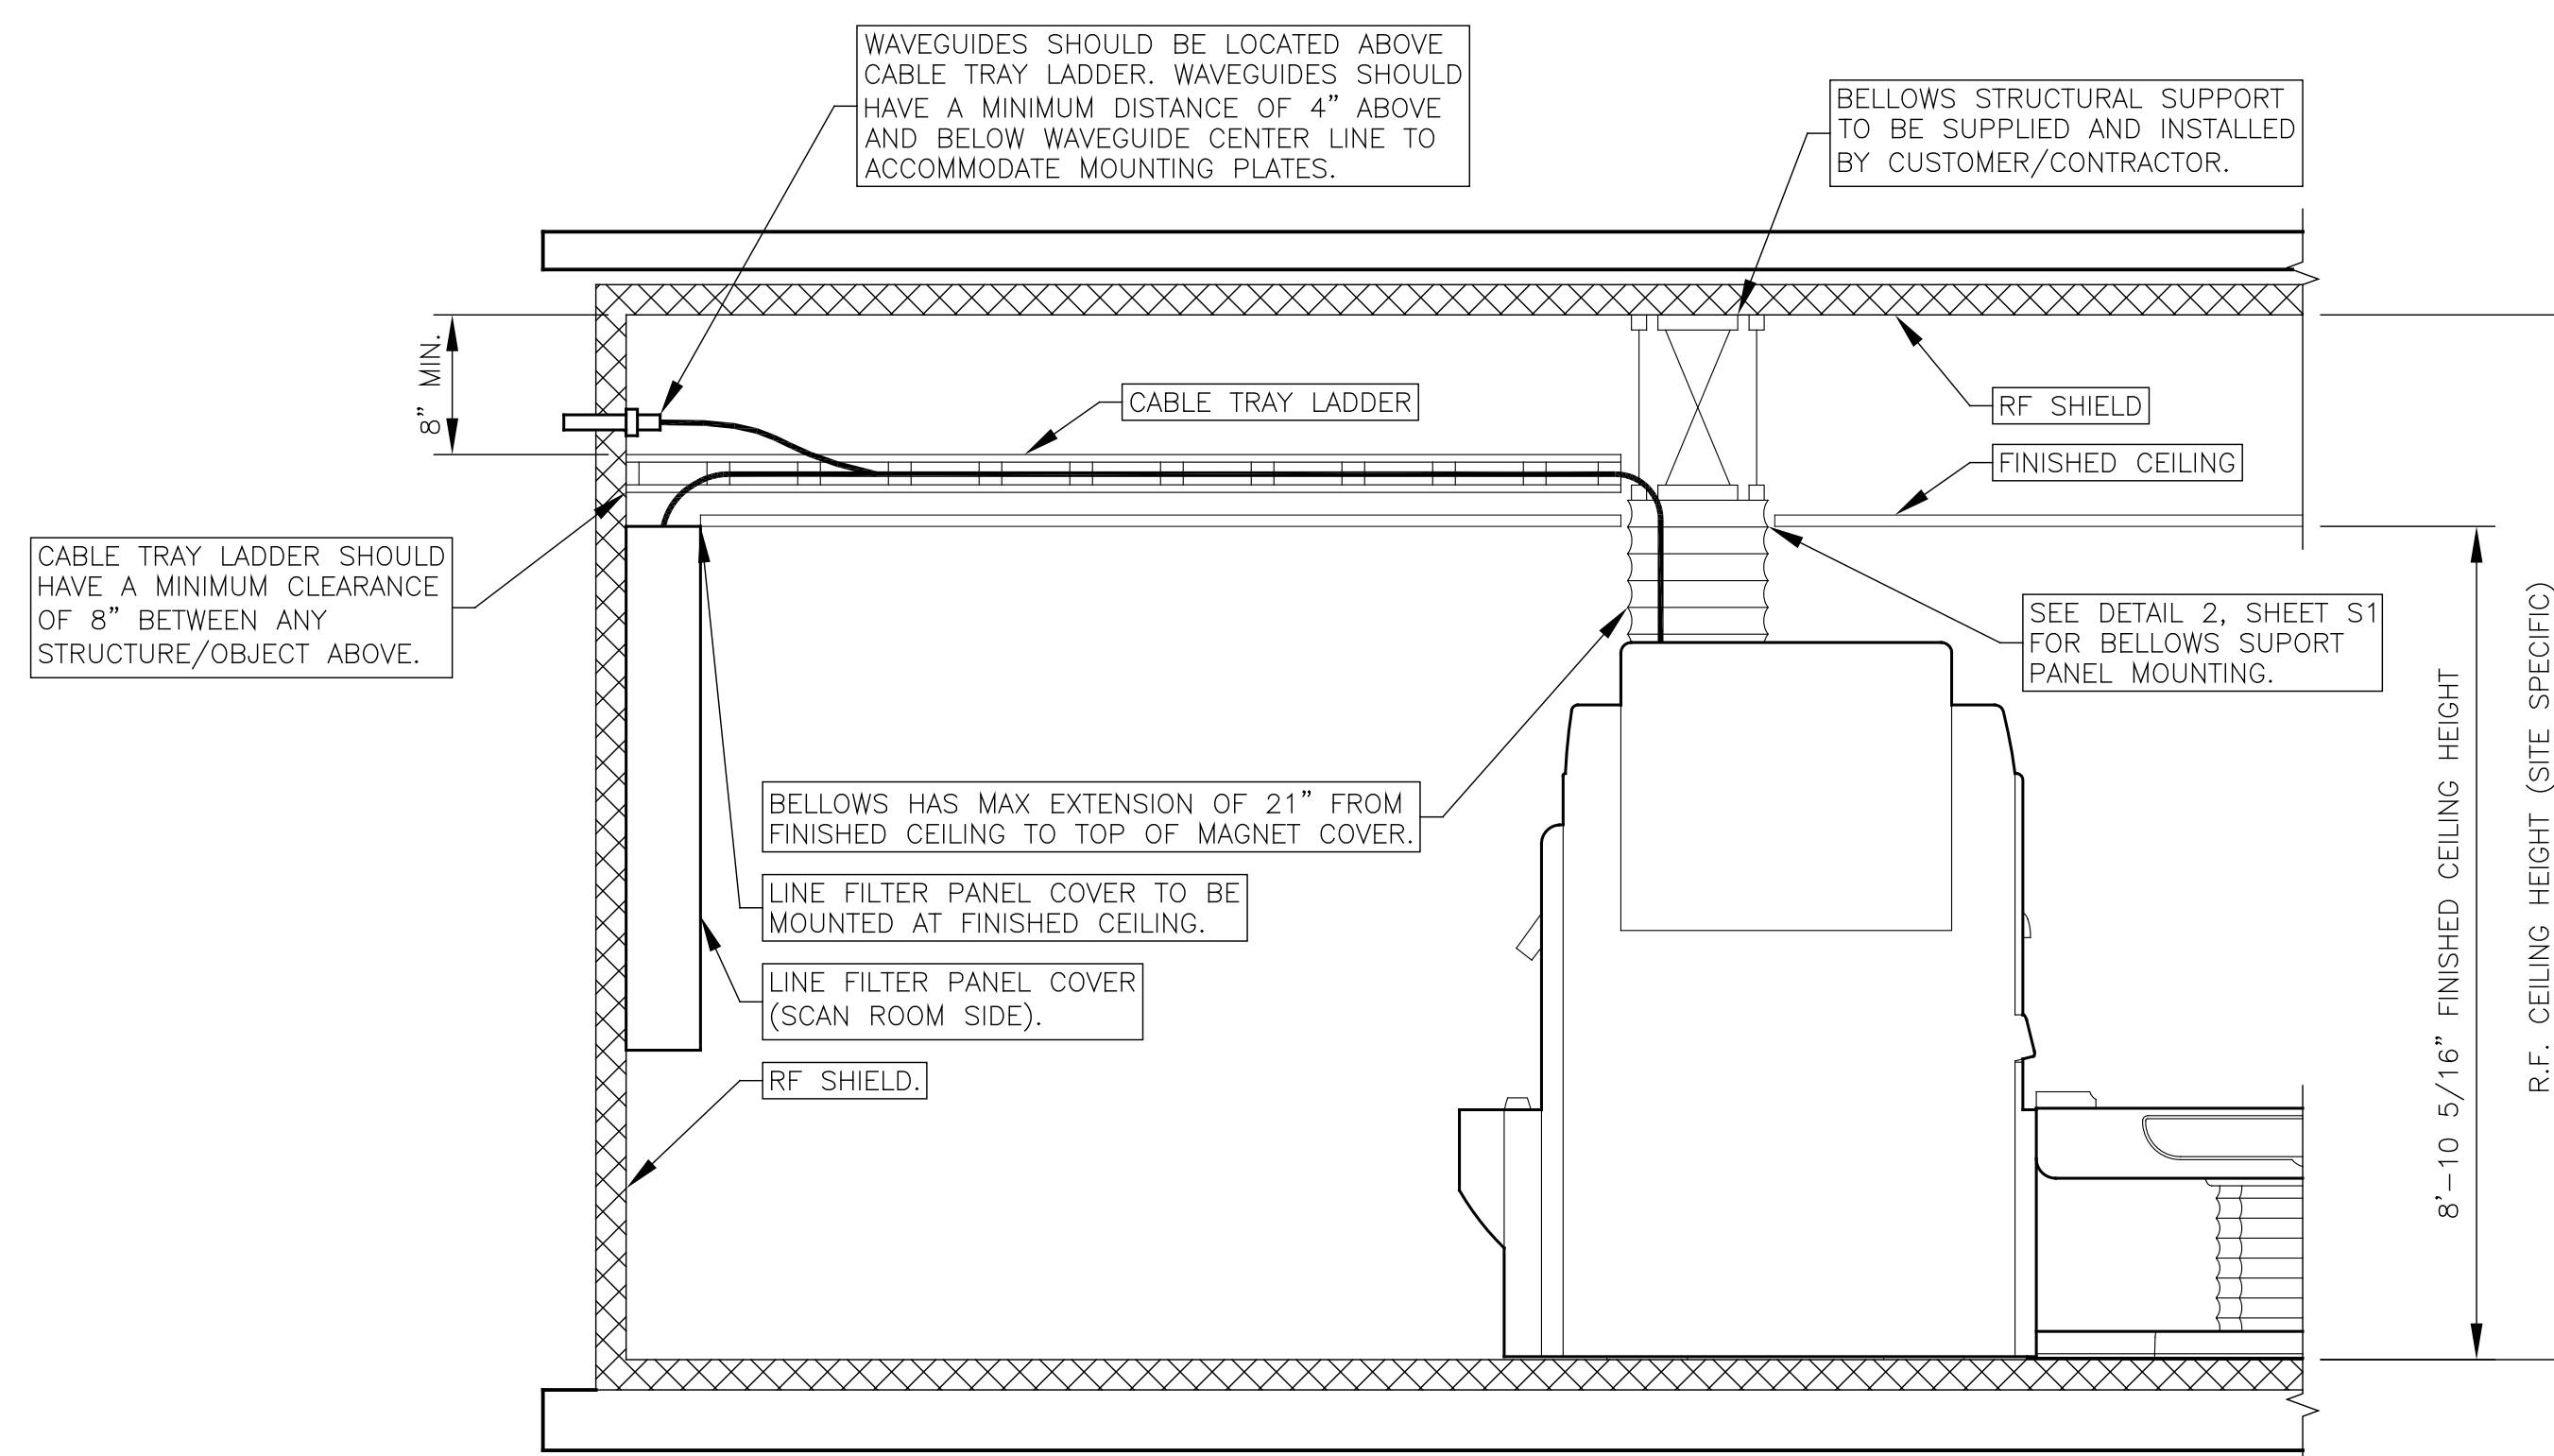 WAVEGUIDES SHOULD BE LOCATED ABOVE
CABLE TRAY LADDER. WAVEGUIDES SHOULD
HAVE A MINIMUM DISTANCE OF 4" ABOVE
AND BELOW WAVEGUIDE CENTER LINE TO
ACCOMMODATE MOUNTING PLATES.
BELLOWS STRUCTURAL SUPPORT
TO BE SUPPLIED AND INSTALLED
BY CUSTOMER/CONTRACTOR.
8" MIN.
CABLE TRAY LADDER
RF SHIELD
FINISHED CEILING
CABLE TRAY LADDER SHOULD
HAVE A MINIMUM CLEARANCE
OF 8" BETWEEN ANY
STRUCTURE/OBJECT ABOVE.
SEE DETAIL 2, SHEET S1
FOR BELLOWS SUPORT
PANEL MOUNTING.
BELLOWS HAS MAX EXTENSION OF 21" FROM
FINISHED CEILING TO TOP OF MAGNET COVER.
LINE FILTER PANEL COVER TO BE
MOUNTED AT FINISHED CEILING.
LINE FILTER PANEL COVER
(SCAN ROOM SIDE).
RF SHIELD.
8'-10 5/16" FINISHED CEILING HEIGHT
R.F. CEILING HEIGHT (SITE SPECIFIC)